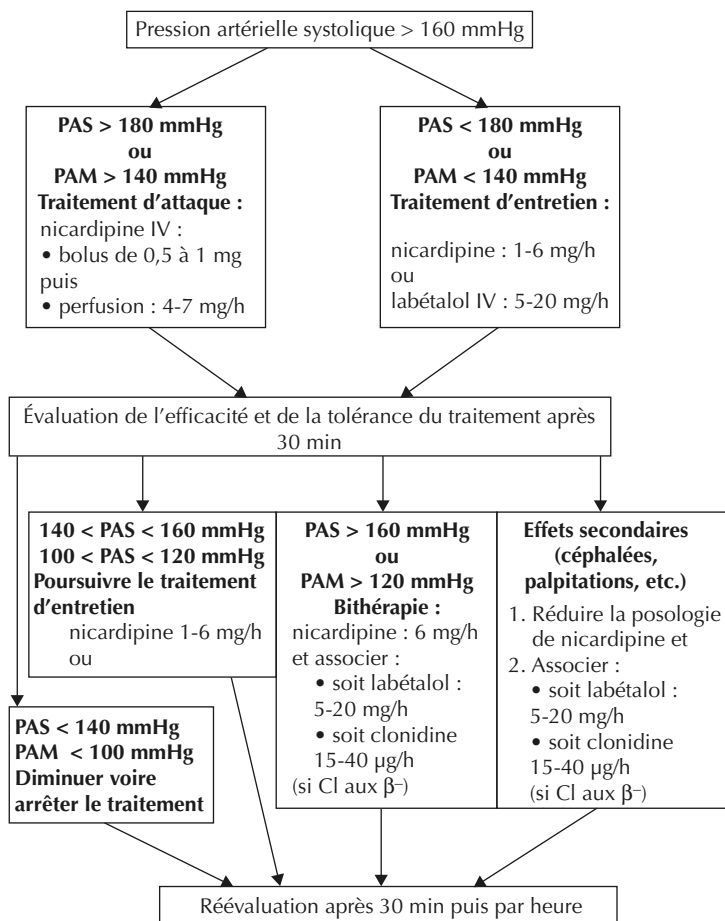 Pression artérielle systolique > 160 mmHg
PAS > 180 mmHg
ou
PAM > 140 mmHg
Traitement d'attaque :
nicardipine IV :
• bolus de 0,5 à 1 mg
puis
• perfusion : 4-7 mg/h
PAS < 180 mmHg
ou
PAM < 140 mmHg
Traitement d'entretien :
nicardipine : 1-6 mg/h
ou
labétalol IV : 5-20 mg/h
Évaluation de l'efficacité et de la tolérance du traitement après
30 min
140 < PAS < 160 mmHg
100 < PAS < 120 mmHg
Poursuivre le traitement
d'entretien
nicardipine 1-6 mg/h
ou
PAS > 160 mmHg
ou
PAM > 120 mmHg
Bithérapie :
nicardipine : 6 mg/h
et associer :
• soit labétalol :
5-20 mg/h
• soit clonidine
15-40 µg/h
(si Cl aux β⁻)
Effets secondaires
(céphalées,
palpitations, etc.)
1. Réduire la posologie
de nicardipine et
2. Associer :
• soit labétalol :
5-20 mg/h
• soit clonidine
15-40 µg/h
(si Cl aux β⁻)
PAS < 140 mmHg
PAM < 100 mmHg
Diminuer voire
arrêter le traitement
Réévaluation après 30 min puis par heure